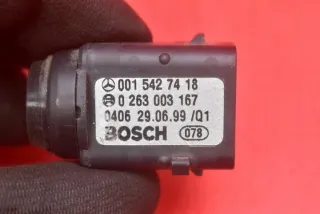 001 542 74 18
0 263 003 167
0406 29.06.99 /Q1
BOSCH 078